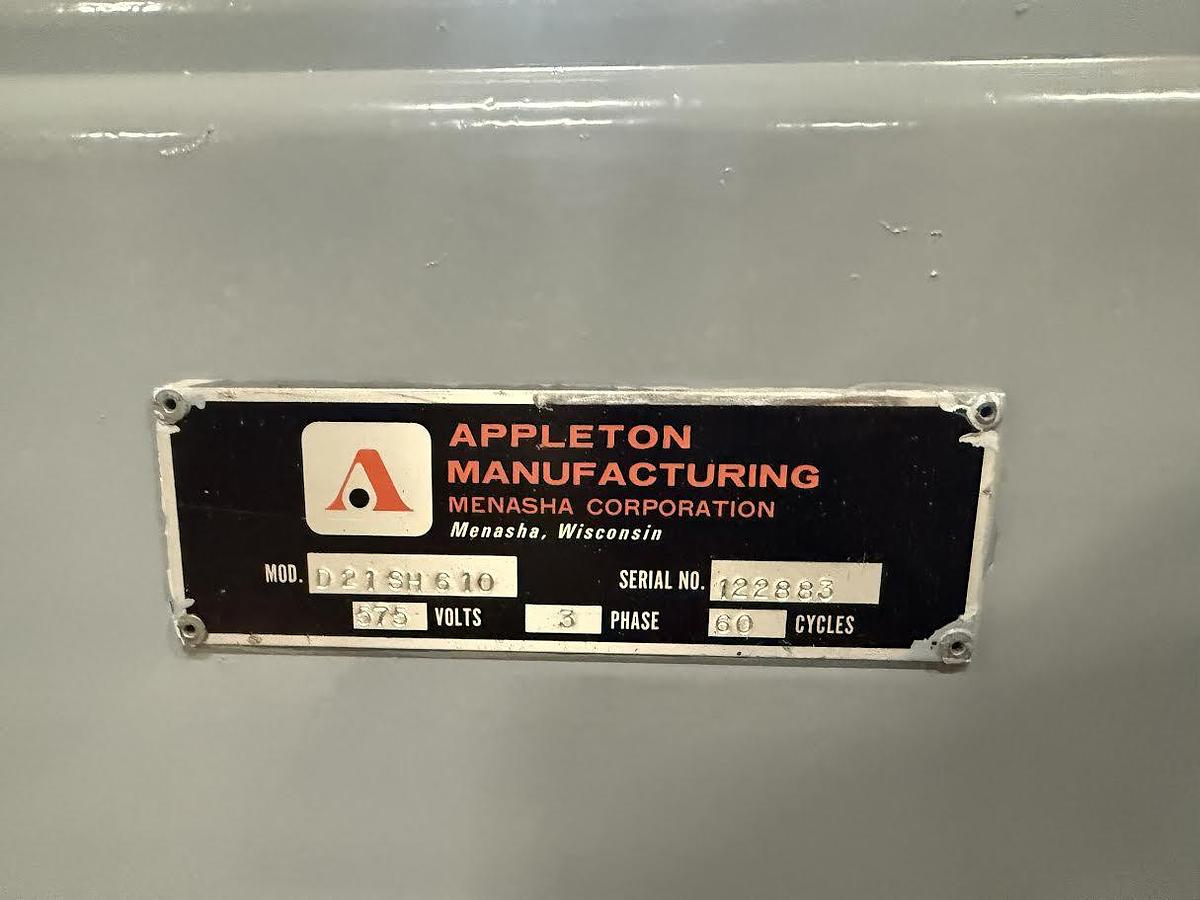 APPLETON
MANUFACTURING
MENASHA CORPORATION
Menasha, Wisconsin
MOD. D21SH610 SERIAL NO. 122883
575 VOLTS 3 PHASE 60 CYCLES